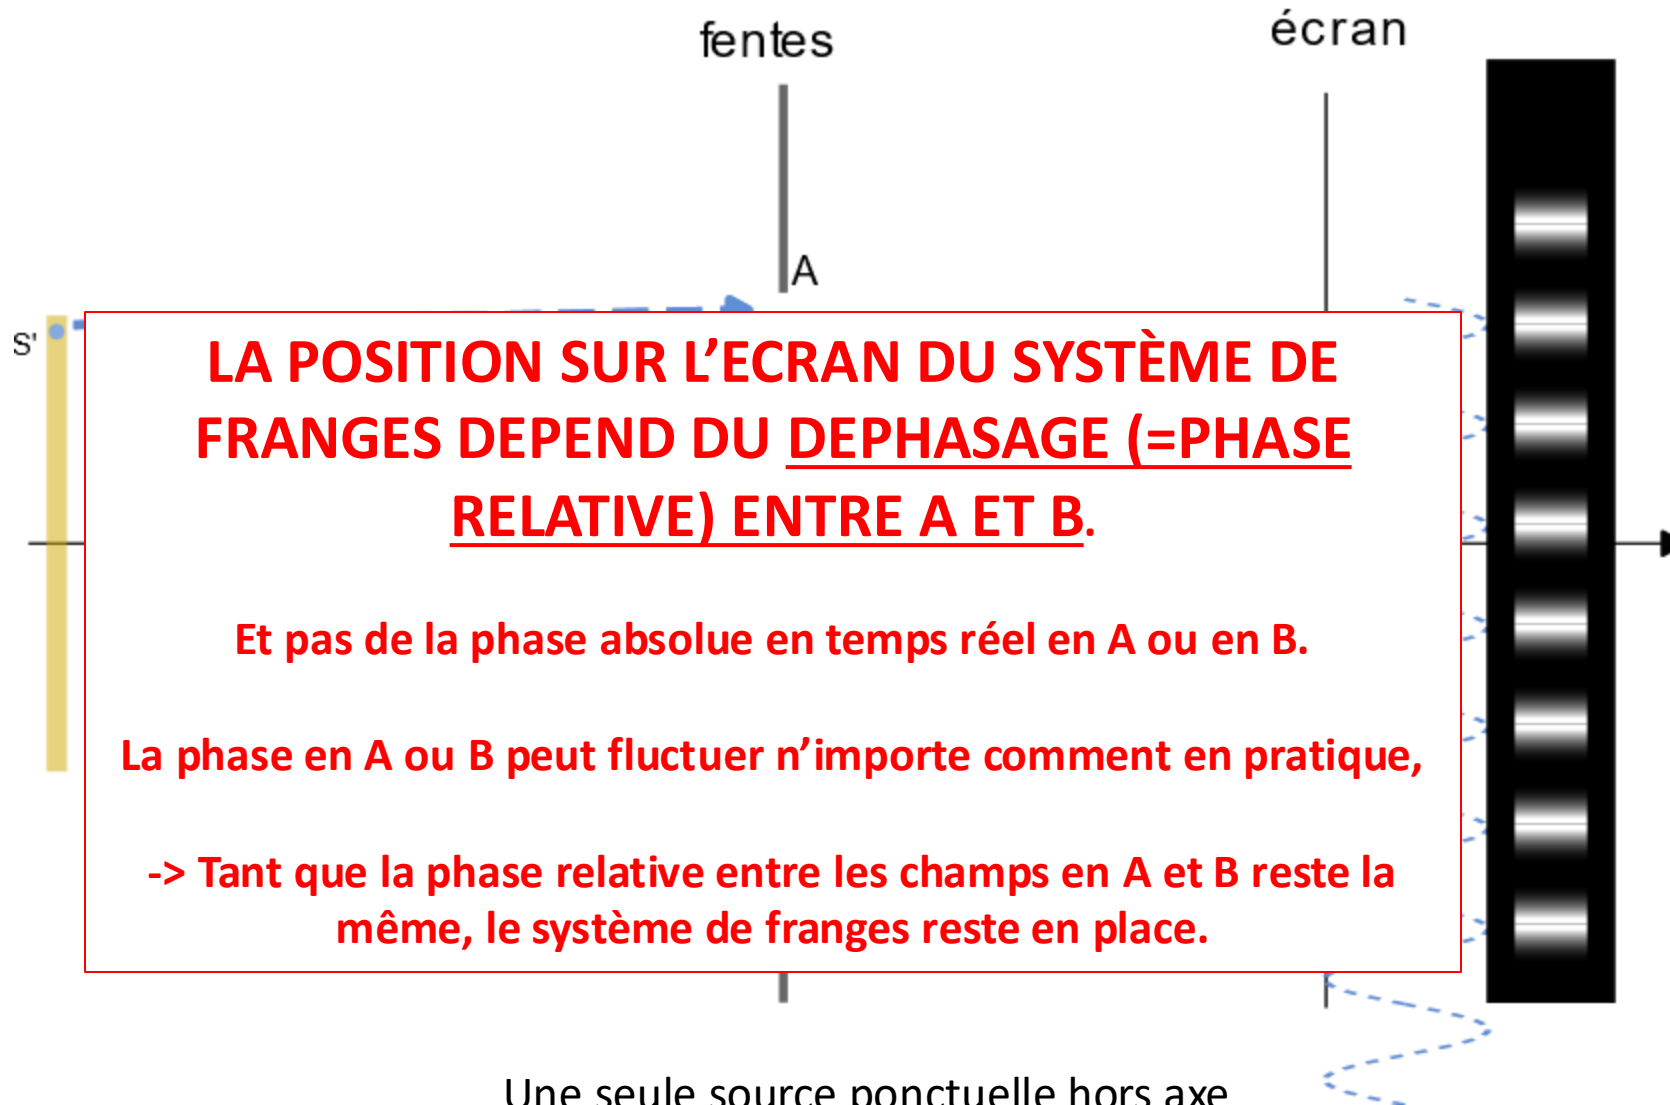 fentes
écran
A
S'
LA POSITION SUR L’ECRAN DU SYSTÈME DE
FRANGES DEPEND DU DEPHASAGE (=PHASE
RELATIVE) ENTRE A ET B.
Et pas de la phase absolue en temps réel en A ou en B.
La phase en A ou B peut fluctuer n’importe comment en pratique,
-> Tant que la phase relative entre les champs en A et B reste la
même, le système de franges reste en place.
Une seule source ponctuelle hors axe